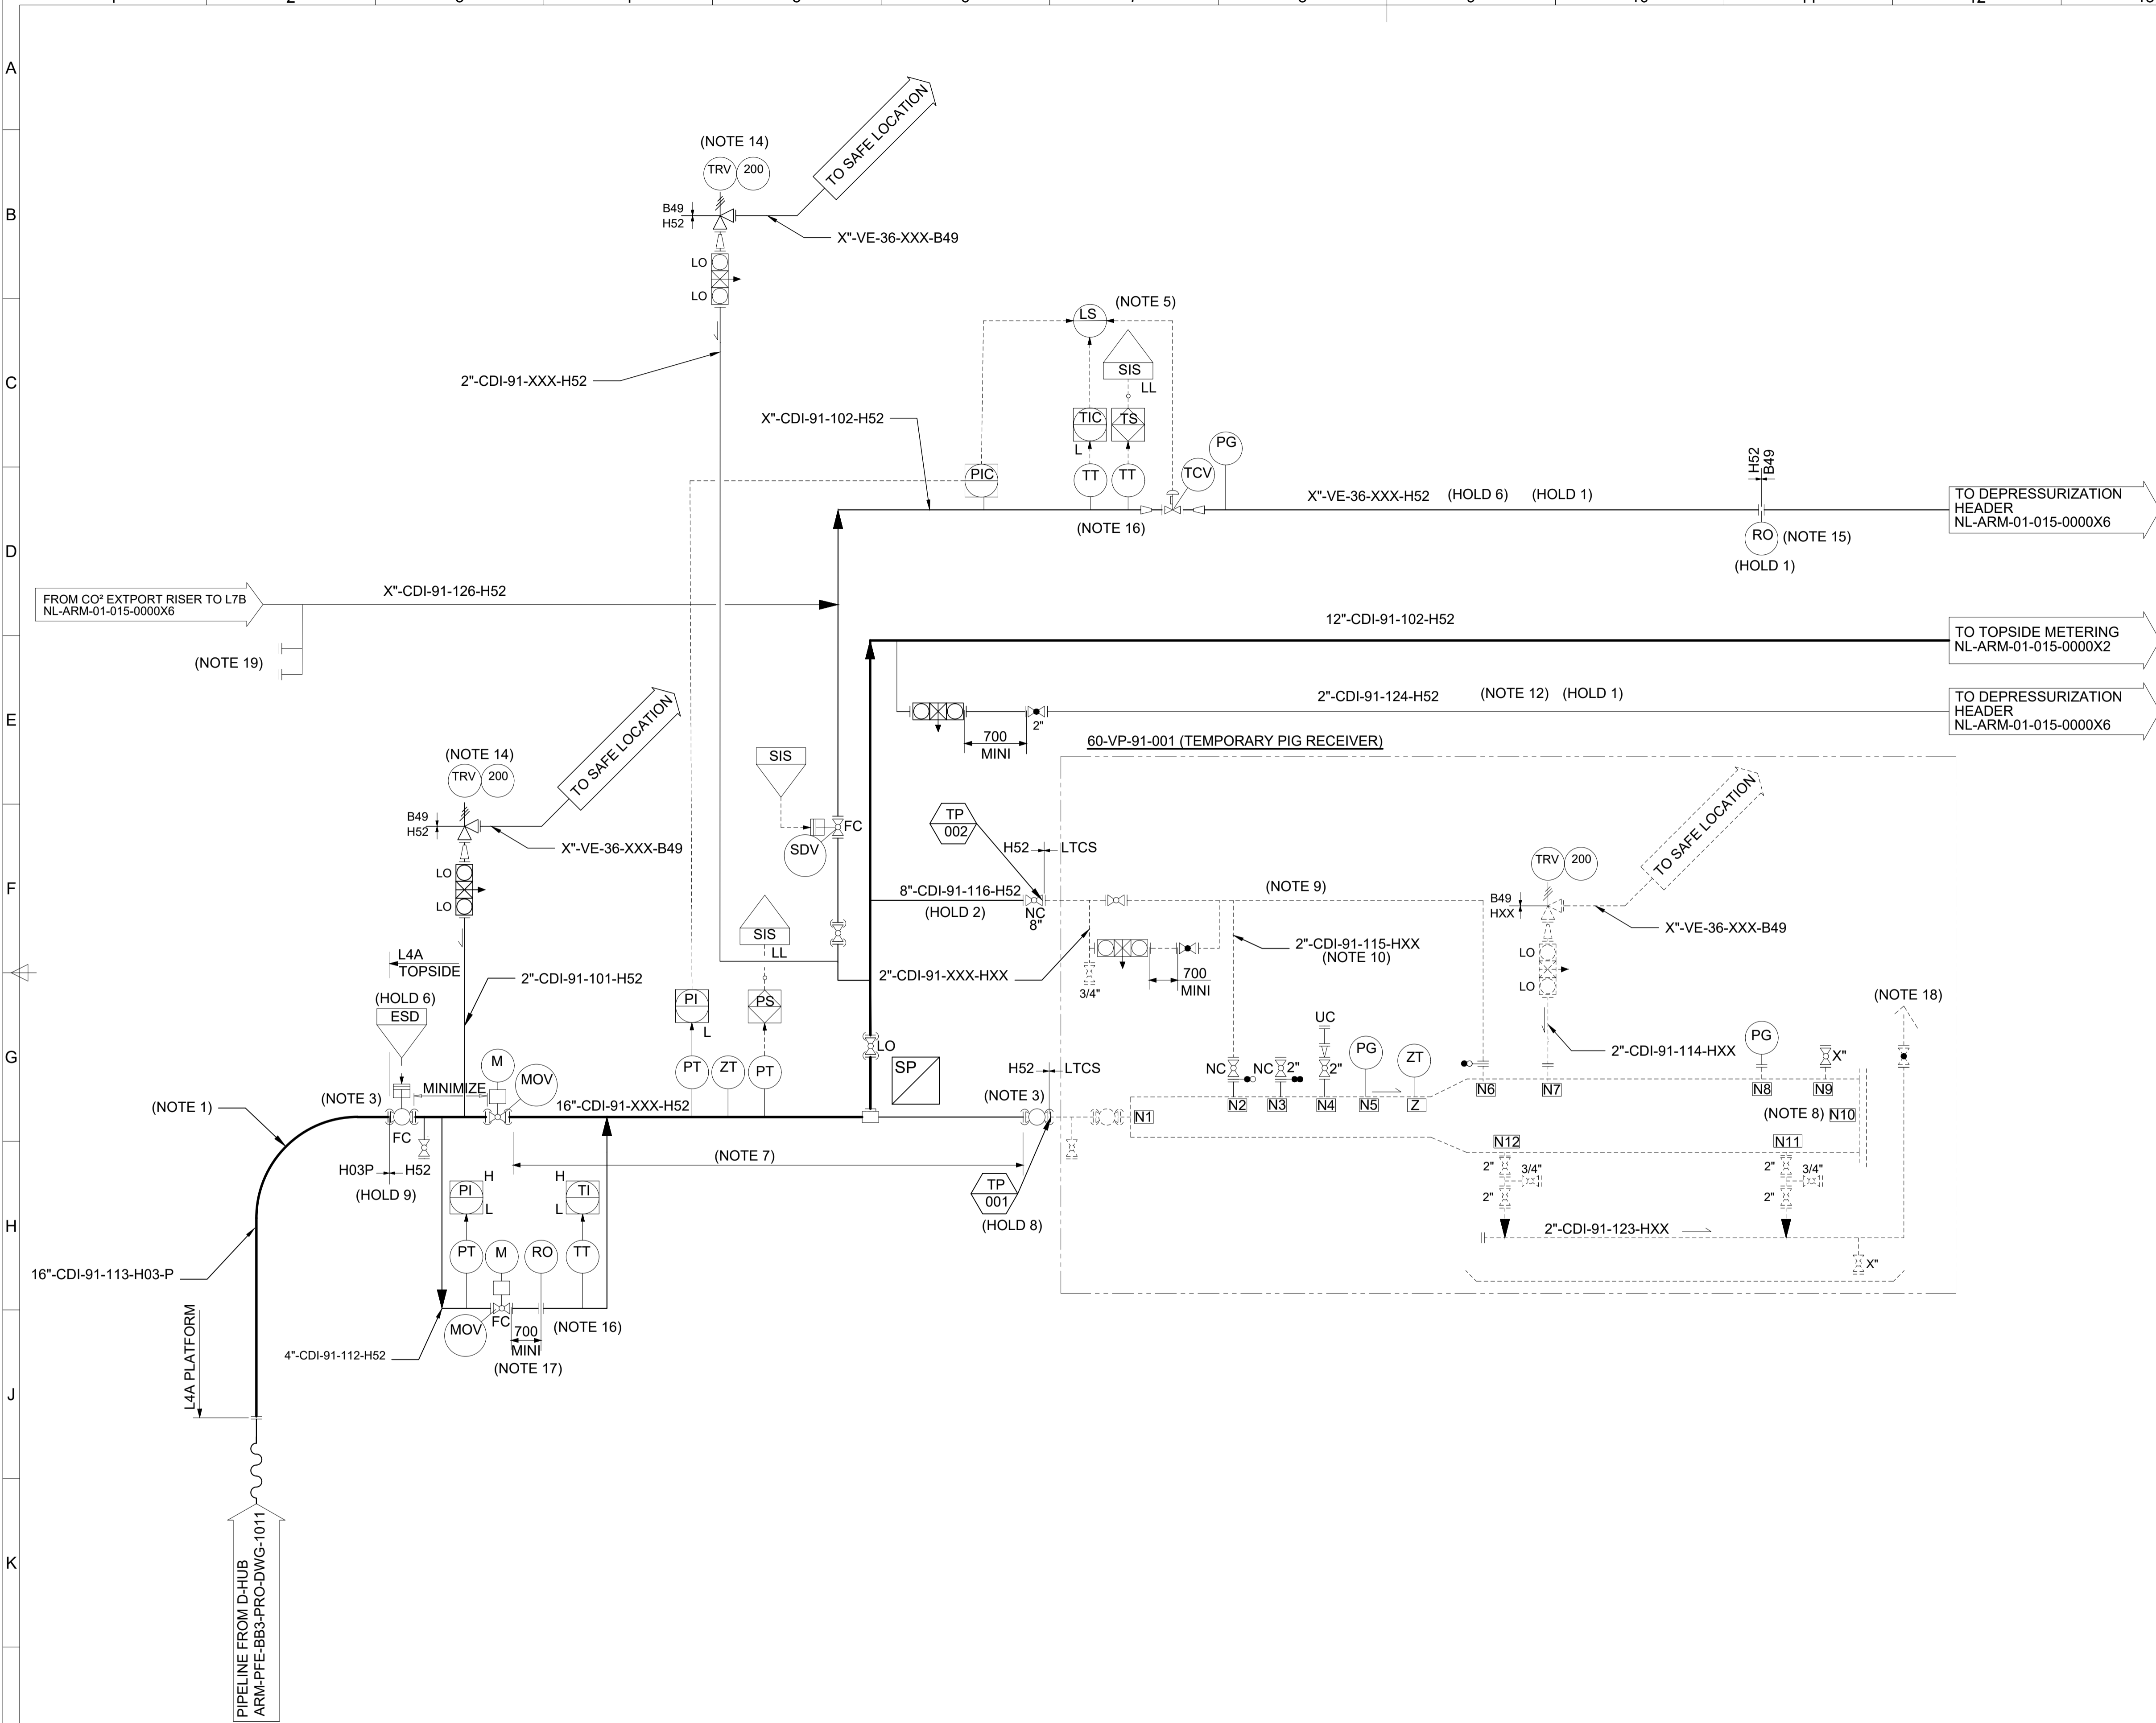 A
B
C
D
E
F
G
H
J
K
(NOTE 14)
TRV
200
TO SAFE LOCATION
B49
H52
X"-VE-36-XXX-B49
LO
LO
2"-CDI-91-XXX-H52
LS
(NOTE 5)
SIS
LL
X"-CDI-91-102-H52
TIC
L
TS
PG
PIC
TT
TT
TCV
(NOTE 16)
X"-VE-36-XXX-H52
(HOLD 6)
(HOLD 1)
H52
B49
RO
(NOTE 15)
(HOLD 1)
TO DEPRESSURIZATION
HEADER
NL-ARM-01-015-0000X6
FROM CO² EXTPORT RISER TO L7B
NL-ARM-01-015-0000X6
X"-CDI-91-126-H52
(NOTE 19)
12"-CDI-91-102-H52
TO TOPSIDE METERING
NL-ARM-01-015-0000X2
2"-CDI-91-124-H52
(NOTE 12)
(HOLD 1)
2"
700
MINI
TO DEPRESSURIZATION
HEADER
NL-ARM-01-015-0000X6
60-VP-91-001 (TEMPORARY PIG RECEIVER)
(NOTE 14)
TRV
200
TO SAFE LOCATION
B49
H52
X"-VE-36-XXX-B49
LO
LO
SIS
FC
SDV
TP
002
H52
LTCS
8"-CDI-91-116-H52
(HOLD 2)
NC
8"
(NOTE 9)
TRV
200
TO SAFE LOCATION
B49
HXX
X"-VE-36-XXX-B49
LO
LO
2"-CDI-91-115-HXX
(NOTE 10)
2"-CDI-91-XXX-HXX
3/4"
700
MINI
L4A
TOPSIDE
2"-CDI-91-101-H52
SIS
LL
(HOLD 6)
ESD
PI
L
PS
LO
SP
UC
NC
NC
2"
2"
PG
ZT
2"-CDI-91-114-HXX
PG
X"
(NOTE 18)
M
MOV
MINIMIZE
PT
ZT
PT
(NOTE 1)
(NOTE 3)
FC
16"-CDI-91-XXX-H52
H52
LTCS
(NOTE 3)
N1
N2
N3
N4
N5
Z
N6
N7
N8
N9
(NOTE 8)
N10
N12
N11
2"
3/4"
2"
2"
3/4"
2"
2"-CDI-91-123-HXX
X"
H03P
H52
(HOLD 9)
(NOTE 7)
TP
001
(HOLD 8)
PI
H
L
TI
H
L
PT
M
RO
TT
MOV
FC
700
MINI
(NOTE 16)
(NOTE 17)
4"-CDI-91-112-H52
16"-CDI-91-113-H03-P
L4A PLATFORM
PIPELINE FROM D-HUB
ARM-PFE-BB3-PRO-DWG-1011